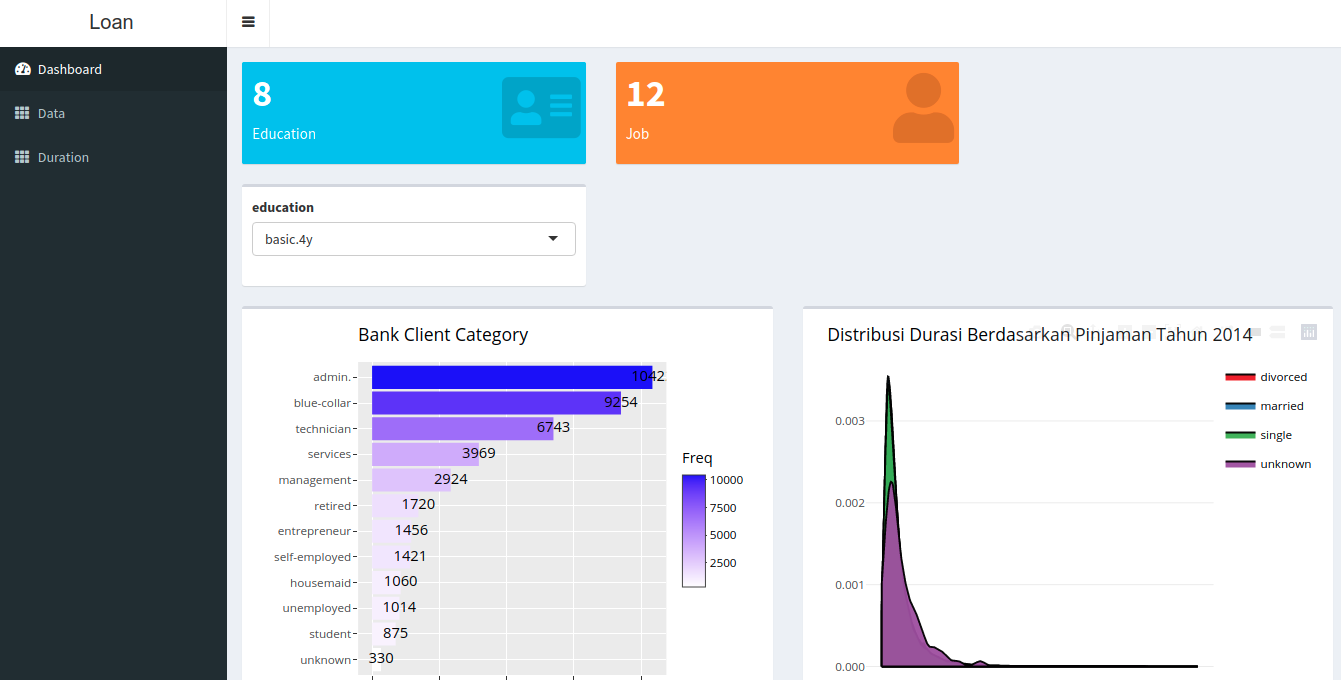 Loan
Dashboard
Data
Duration
8
Education
12
Job
education
basic.4y
Bank Client Category
admin. 1042
blue-collar 9254
technician 6743
services 3969
management 2924
retired 1720
entrepreneur 1456
self-employed 1421
housemaid 1060
unemployed 1014
student 875
unknown 330
Freq
10000
7500
5000
2500
Distribusi Durasi Berdasarkan Pinjaman Tahun 2014
divorced
married
single
unknown
0.003
0.002
0.001
0.000